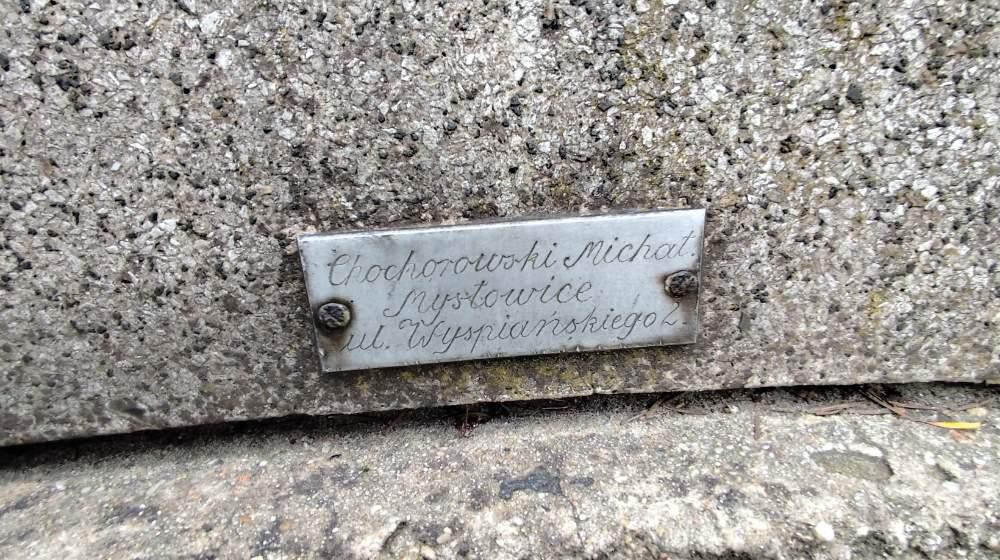 Chochorowski Michał.
Mysłowice
ul. Wyspiańskiego 2